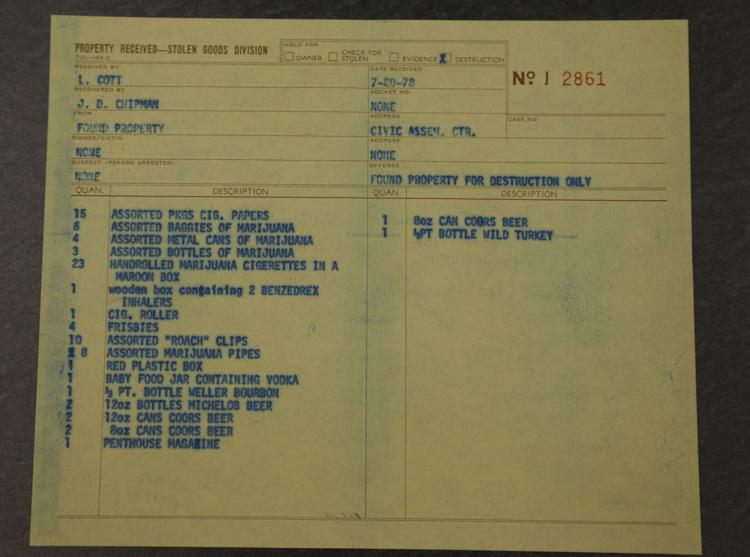 PROPERTY RECEIVED—STOLEN GOODS DIVISION
TUL-166-C
HOLD FOR
OWNER CHECK FOR STOLEN EVIDENCE X DESTRUCTION
Nº J 2861
RECEIVED BY
L. COTT
DATE RECEIVED
7-20-78
RECOVERED BY
J. D. CHIPMAN
DOCKET NO.
NONE
FROM
FOUND PROPERTY
ADDRESS
CIVIC ASSEM. CTR.
CASE NO.
OWNER/VICTIM
NONE
ADDRESS
NONE
SUSPECT (PERSON ARRESTED)
NONE
OFFENSE
FOUND PROPERTY FOR DESTRUCTION ONLY
QUAN. DESCRIPTION QUAN. DESCRIPTION
15 ASSORTED PKGS CIG. PAPERS
6 ASSORTED BAGGIES OF MARIJUANA
4 ASSORTED METAL CANS OF MARIJUANA
3 ASSORTED BOTTLES OF MARIJUANA
23 HANDROLLED MARIJUANA CIGERETTES IN A
MAROON BOX
1 wooden box containing 2 BENZEDREX
INHALERS
1 CIG. ROLLER
4 FRISBIES
10 ASSORTED "ROACH" CLIPS
8 ASSORTED MARIJUANA PIPES
1 RED PLASTIC BOX
1 BABY FOOD JAR CONTAINING VODKA
1 ½ PT. BOTTLE WELLER BOURBON
2 12oz BOTTLES MICHELOB BEER
2 12oz CANS COORS BEER
2 8oz CANS COORS BEER
1 PENTHOUSE MAGAZINE
1 8oz CAN COORS BEER
1 ½PT BOTTLE WILD TURKEY